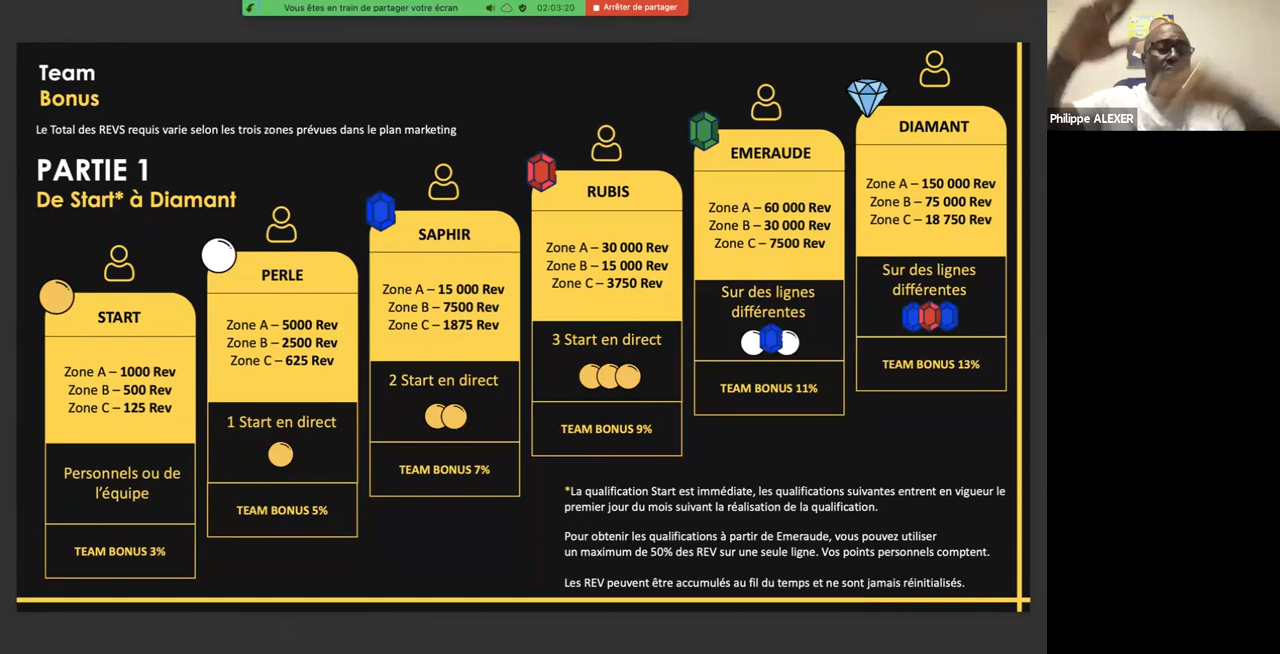 Vous êtes en train de partager votre écran
02:03:20
Arrêter de partager
Philippe ALEXER
Team
Bonus
Le Total des REVS requis varie selon les trois zones prévues dans le plan marketing
PARTIE 1
De Start* à Diamant
START
Zone A – 1000 Rev
Zone B – 500 Rev
Zone C – 125 Rev
Personnels ou de
l’équipe
TEAM BONUS 3%
PERLE
Zone A – 5000 Rev
Zone B – 2500 Rev
Zone C – 625 Rev
1 Start en direct
TEAM BONUS 5%
SAPHIR
Zone A – 15 000 Rev
Zone B – 7500 Rev
Zone C – 1875 Rev
2 Start en direct
TEAM BONUS 7%
RUBIS
Zone A – 30 000 Rev
Zone B – 15 000 Rev
Zone C – 3750 Rev
3 Start en direct
TEAM BONUS 9%
EMERAUDE
Zone A – 60 000 Rev
Zone B – 30 000 Rev
Zone C – 7500 Rev
Sur des lignes
différentes
TEAM BONUS 11%
DIAMANT
Zone A – 150 000 Rev
Zone B – 75 000 Rev
Zone C – 18 750 Rev
Sur des lignes
différentes
TEAM BONUS 13%
*La qualification Start est immédiate, les qualifications suivantes entrent en vigueur le
premier jour du mois suivant la réalisation de la qualification.
Pour obtenir les qualifications à partir de Emeraude, vous pouvez utiliser
un maximum de 50% des REV sur une seule ligne. Vos points personnels comptent.
Les REV peuvent être accumulés au fil du temps et ne sont jamais réinitialisés.